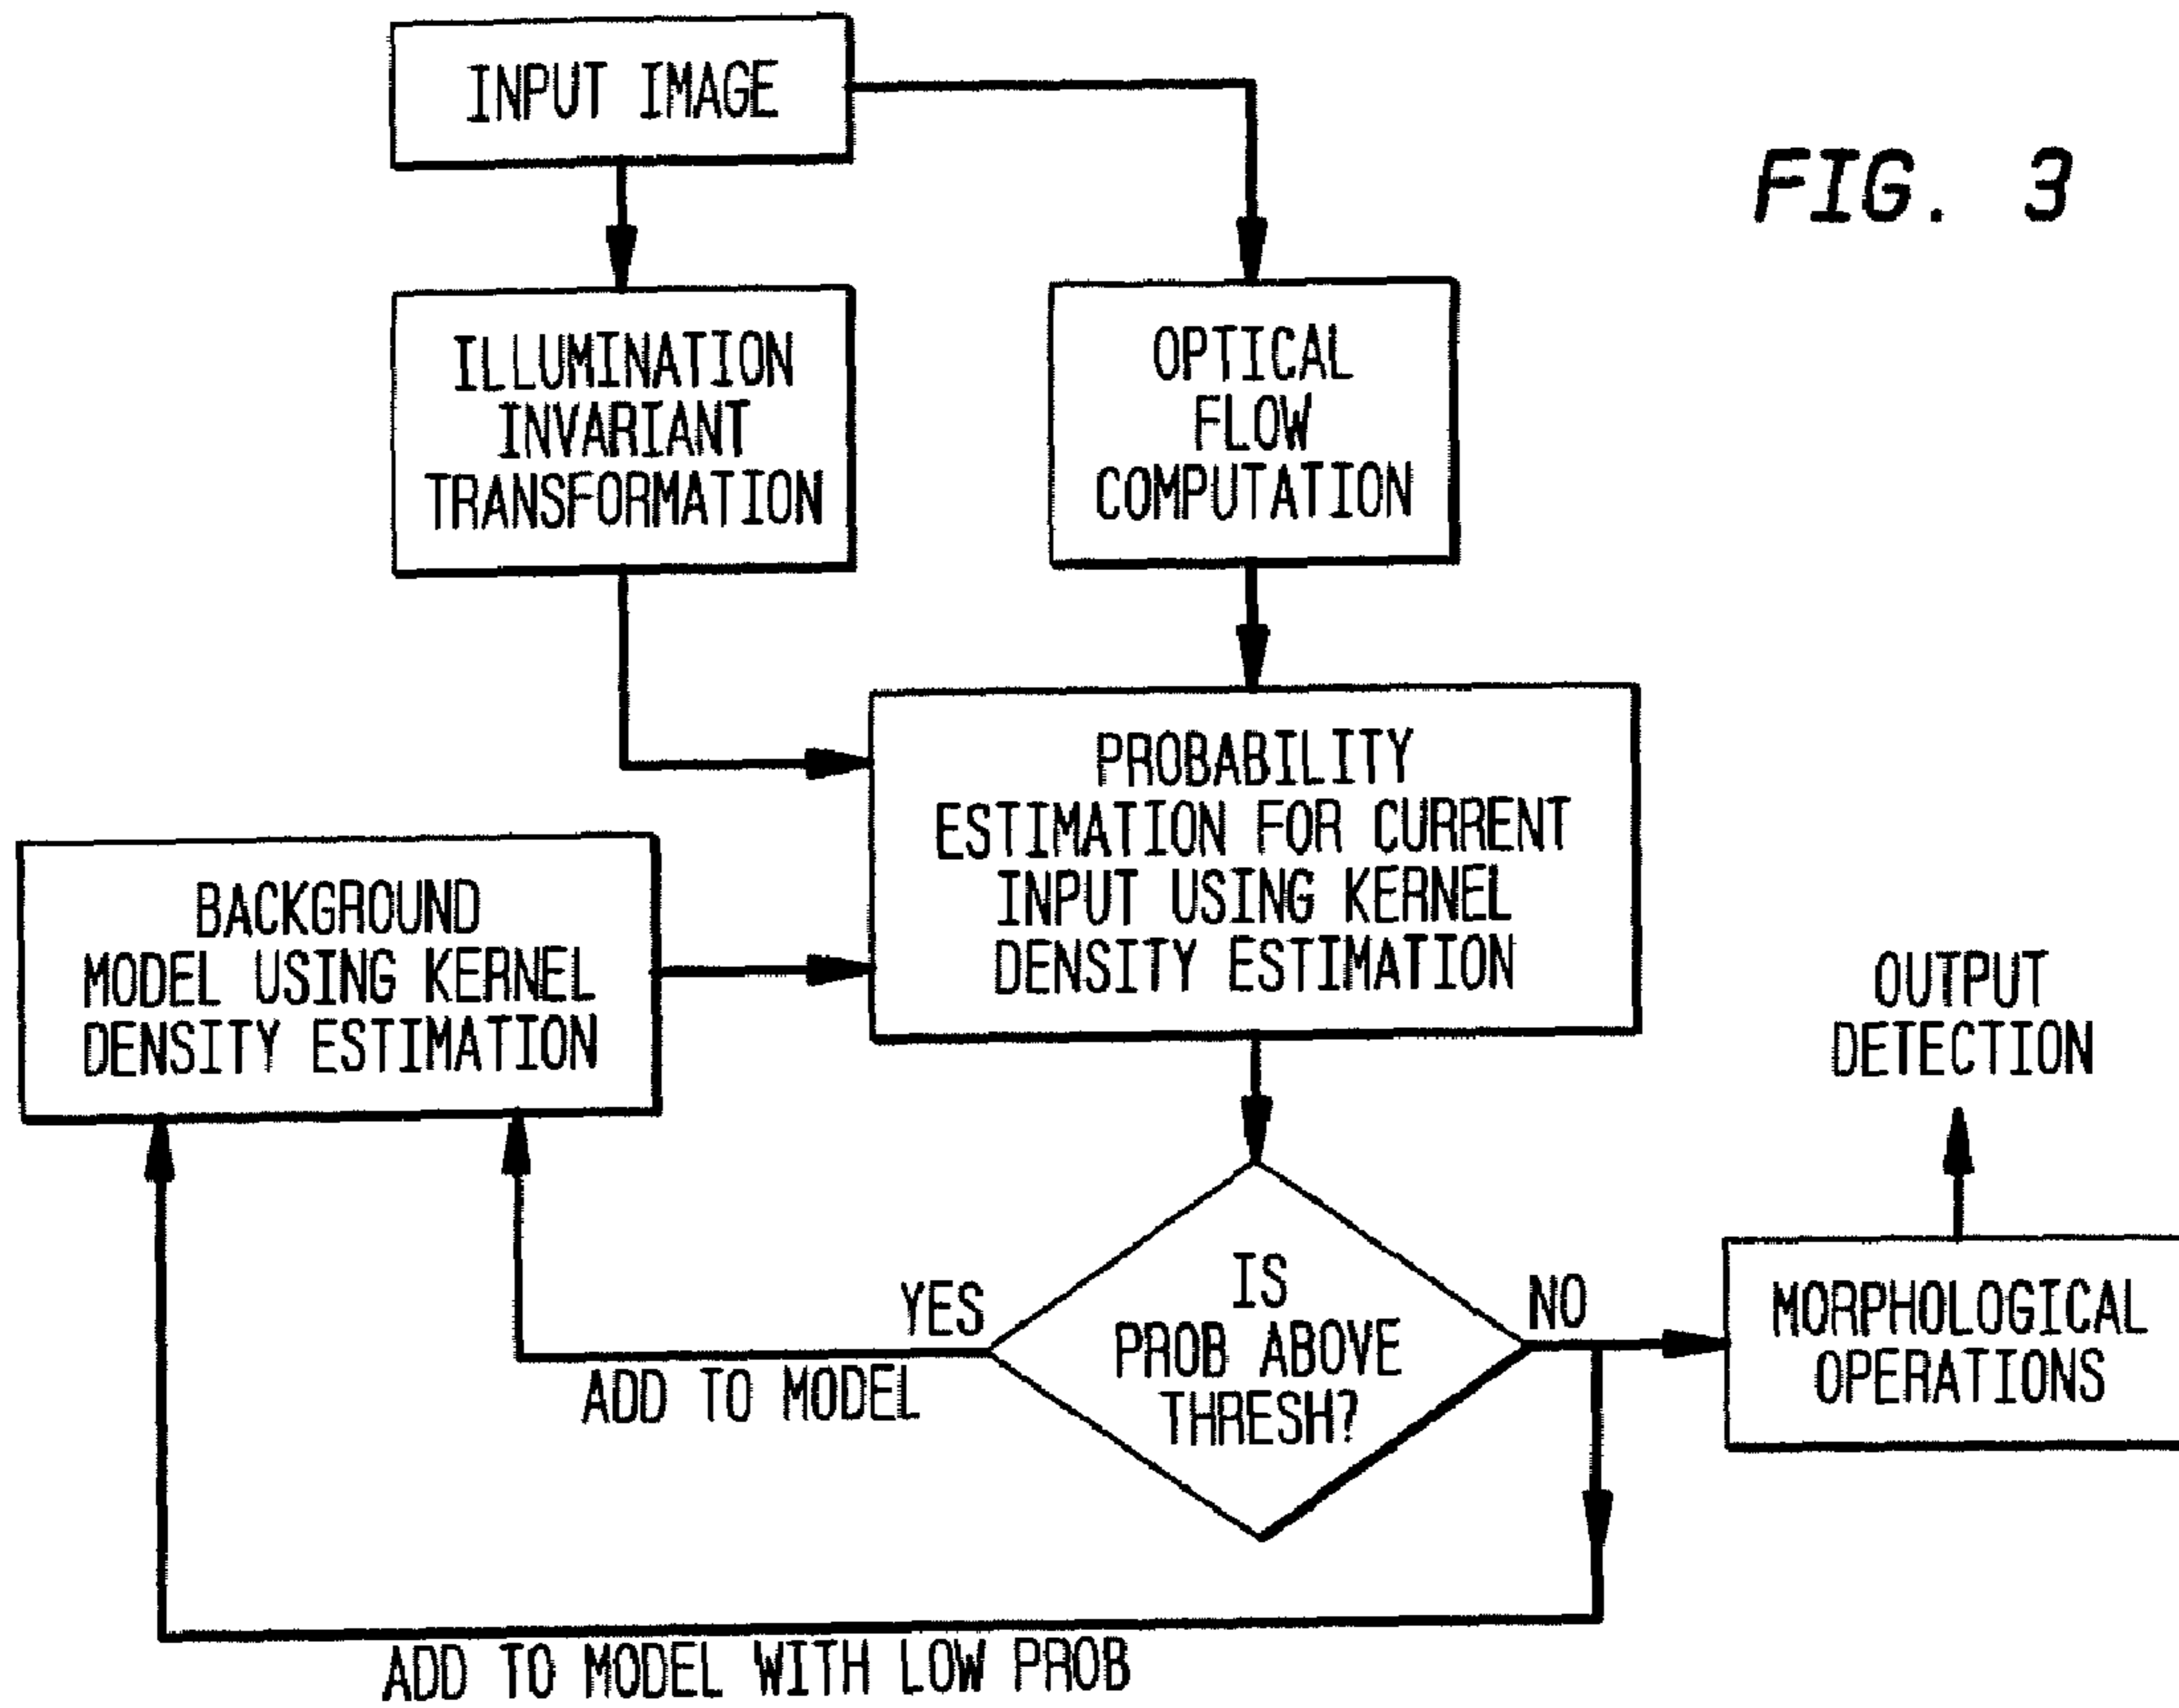 INPUT IMAGE
FIG. 3
ILLUMINATION
INVARIANT
TRANSFORMATION
OPTICAL
FLOW
COMPUTATION
PROBABILITY
ESTIMATION FOR CURRENT
INPUT USING KERNEL
DENSITY ESTIMATION
BACKGROUND
MODEL USING KERNEL
DENSITY ESTIMATION
OUTPUT
DETECTION
YES
ADD TO MODEL
IS
PROB ABOVE
THRESH?
NO
MORPHOLOGICAL
OPERATIONS
ADD TO MODEL WITH LOW PROB